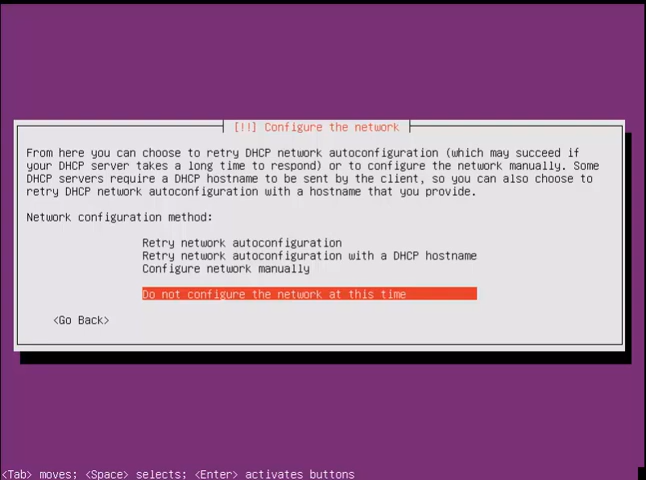 [!!] Configure the network
From here you can choose to retry DHCP network autoconfiguration (which may succeed if
your DHCP server takes a long time to respond) or to configure the network manually. Some
DHCP servers require a DHCP hostname to be sent by the client, so you can also choose to
retry DHCP network autoconfiguration with a hostname that you provide.
Network configuration method:
Retry network autoconfiguration
Retry network autoconfiguration with a DHCP hostname
Configure network manually
Do not configure the network at this time
<Go Back>
<Tab> moves; <Space> selects; <Enter> activates buttons